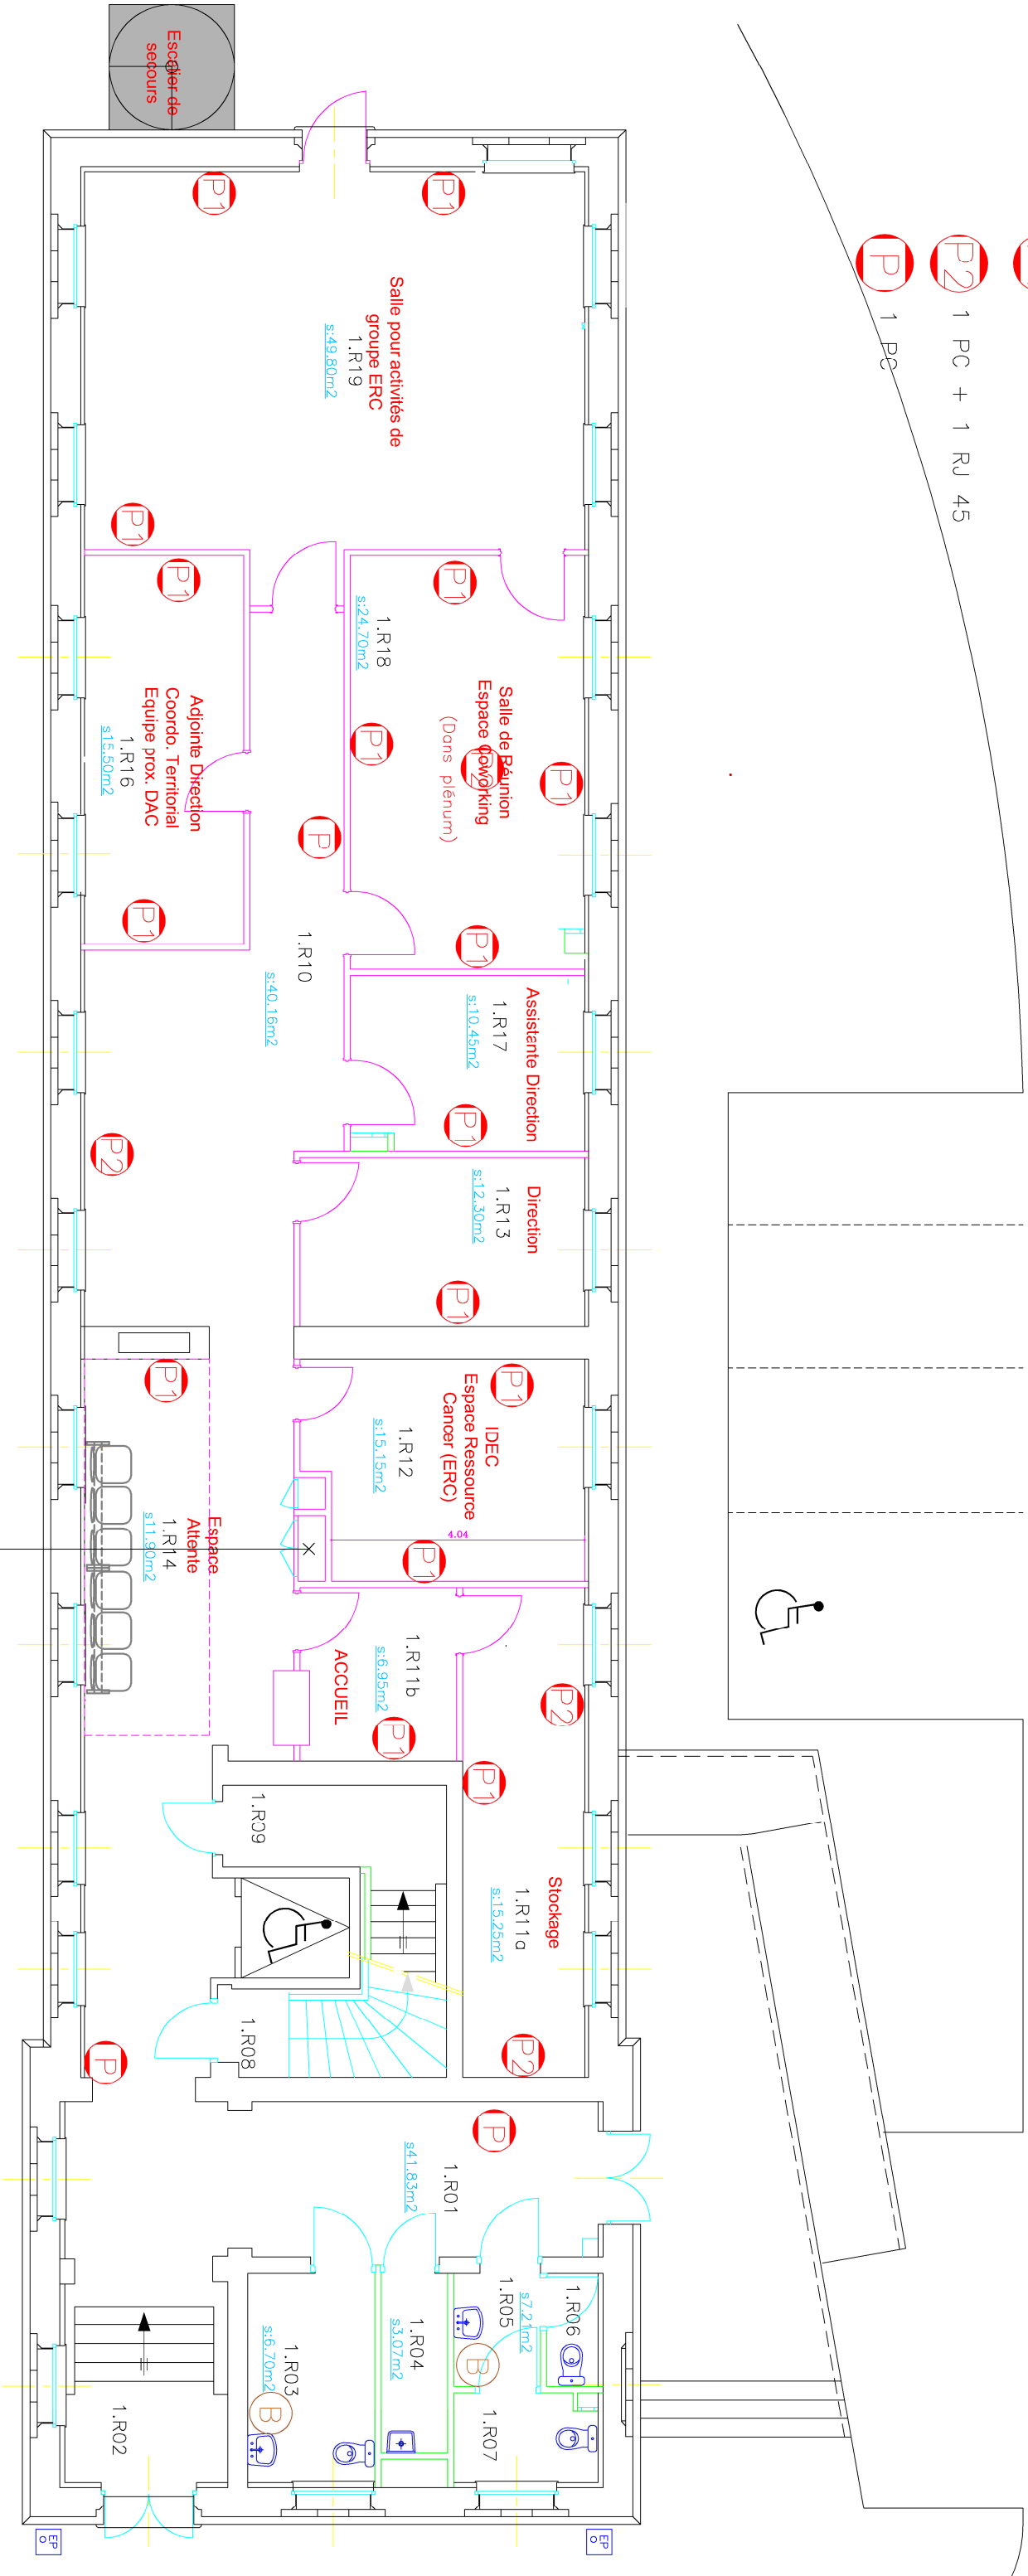 Escalier de
secours
P1
P1
P
1 PC
P2
1 PC + 1 RJ 45
Salle pour activités de
groupe ERC
1.R19
s:49.80m2
P1
P1
P1
1.R18
s:24.70m2
Salle de Réunion
Espace Coworking
P2
(Dans plénum)
P1
P1
P1
Adjointe Direction
Coordo. Territorial
Equipe prox. DAC
1.R16
s15.50m2
P1
P
1.R10
s:40.16m2
Assistante Direction
1.R17
s:10.45m2
P1
P2
Direction
1.R13
s:12.30m2
P1
P1
P1
IDEC
Espace Ressource
Cancer (ERC)
1.R12
s:15.15m2
4.04
P1
Espace
Attente
1.R14
s11.90m2
1.R11b
s:6.95m2
ACCUEIL
P1
P2
P1
Stockage
1.R11a
s:15.25m2
P2
1.R09
1.R08
P
P
1.R01
s41.83m2
1.R06
1.R05
s7.21m2
B
1.R04
s3.07m2
1.R03
s:6.70m2
B
1.R07
1.R02
EP
EP